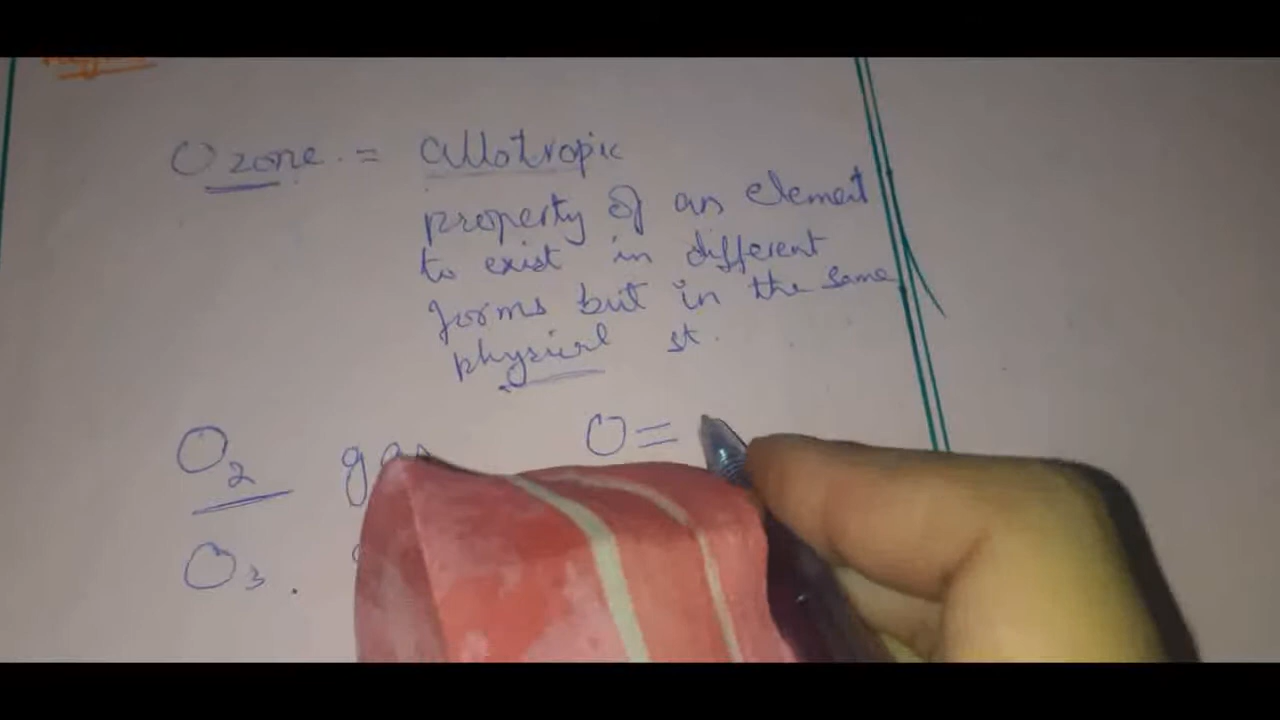 Ozone. = allotropic
property of an element
to exist in different
forms but in the same
physical st.
O2 gas O=
O3.